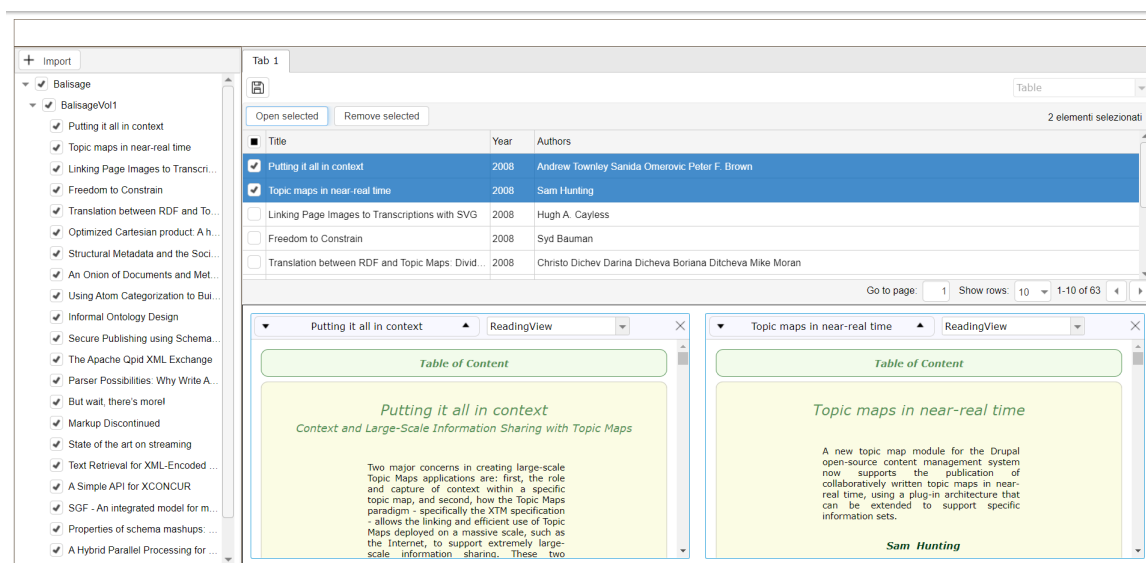 Import
Balisage
BalisageVol1
Putting it all in context
Topic maps in near-real time
Linking Page Images to Transcri...
Freedom to Constrain
Translation between RDF and To...
Optimized Cartesian product: A h...
Structural Metadata and the Soci...
An Onion of Documents and Met...
Using Atom Categorization to Bui...
Informal Ontology Design
Secure Publishing using Schema...
The Apache Qpid XML Exchange
Parser Possibilities: Why Write A...
But wait, there's more!
Markup Discontinued
State of the art on streaming
Text Retrieval for XML-Encoded ...
A Simple API for XCONCUR
SGF - An integrated model for m...
Properties of schema mashups: ...
A Hybrid Parallel Processing for ...
Tab 1
Table
Open selected Remove selected 2 elementi selezionati
Title Year Authors
Putting it all in context 2008 Andrew Townley Sanida Omerovic Peter F. Brown
Topic maps in near-real time 2008 Sam Hunting
Linking Page Images to Transcriptions with SVG 2008 Hugh A. Cayless
Freedom to Constrain 2008 Syd Bauman
Translation between RDF and Topic Maps: Divid... 2008 Christo Dichev Darina Dicheva Boriana Ditcheva Mike Moran
Go to page: 1 Show rows: 10 1-10 of 63
Putting it all in context ReadingView
Table of Content
Putting it all in context
Context and Large-Scale Information Sharing with Topic Maps
Two major concerns in creating large-scale
Topic Maps applications are: first, the role
and capture of context within a specific
topic map, and second, how the Topic Maps
paradigm - specifically the XTM specification
- allows the linking and efficient use of Topic
Maps deployed on a massive scale, such as
the Internet, to support extremely large-
scale information sharing. These two
Topic maps in near-real time ReadingView
Table of Content
Topic maps in near-real time
A new topic map module for the Drupal
open-source content management system
now supports the publication of
collaboratively written topic maps in near-
real time, using a plug-in architecture that
can be extended to support specific
information sets.
Sam Hunting